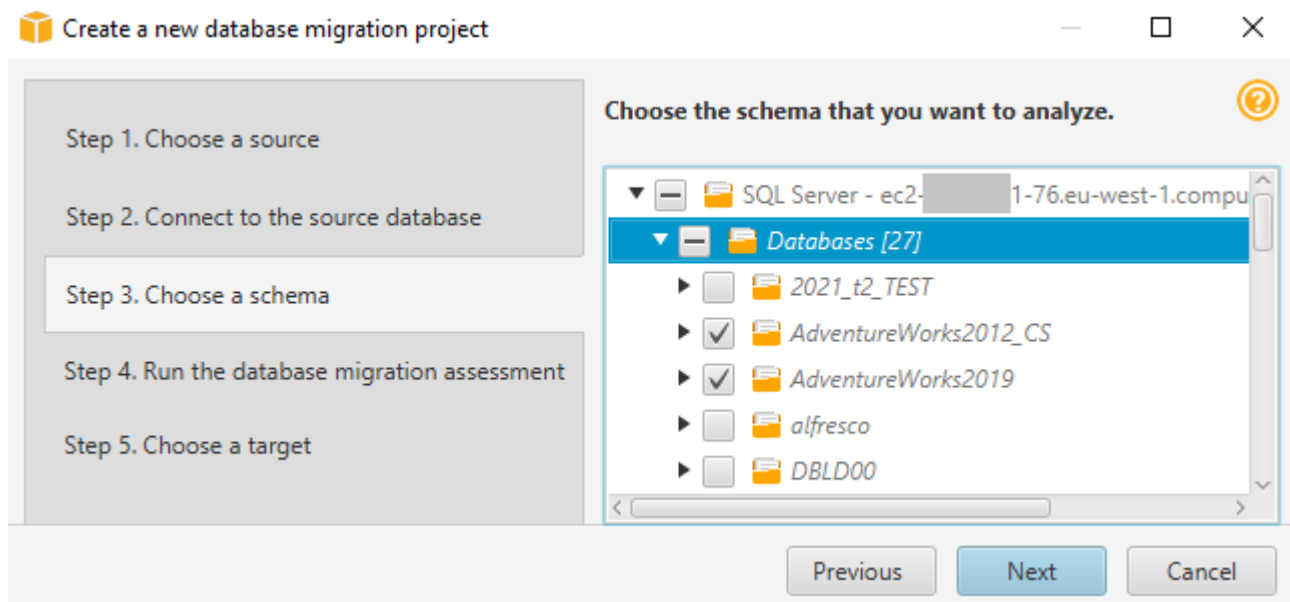 Create a new database migration project
Step 1. Choose a source
Step 2. Connect to the source database
Step 3. Choose a schema
Step 4. Run the database migration assessment
Step 5. Choose a target
Choose the schema that you want to analyze.
?
SQL Server - ec2- 1-76.eu-west-1.compu
Databases [27]
2021_t2_TEST
AdventureWorks2012_CS
AdventureWorks2019
alfresco
DBLD00
Previous
Next
Cancel